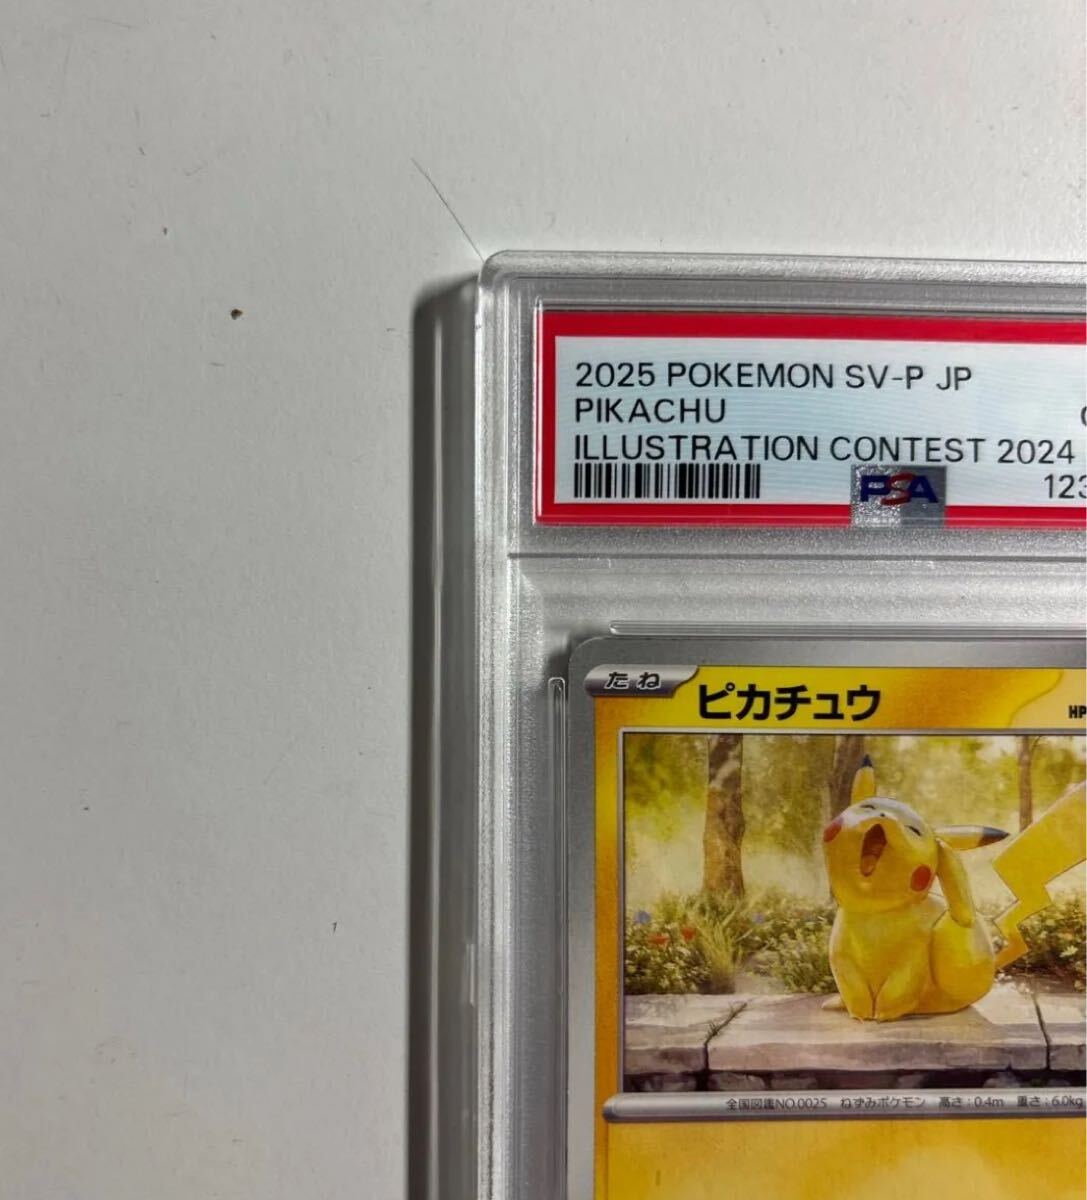 2025 POKEMON SV-P JP
PIKACHU
ILLUSTRATION CONTEST 2024
PSA
123
たね
ピカチュウ
HP
全国図鑑NO.0025 ねずみポケモン 高さ:0.4m 重さ:6.0kg